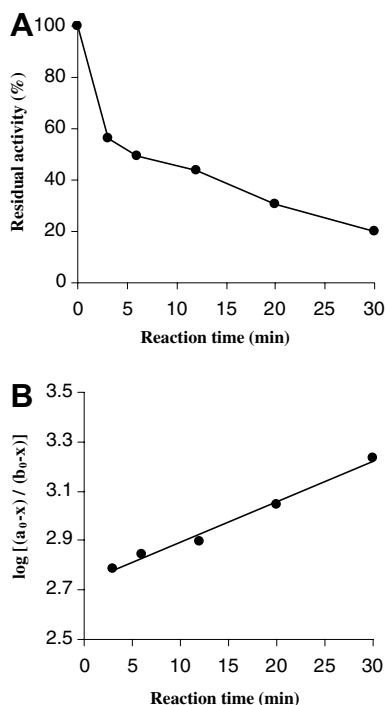 A
Residual activity (%)
100
80
60
40
20
0
0 5 10 15 20 25 30
Reaction time (min)
B
log [(a₀-x) / (b₀-x)]
3.5
3.3
3.1
2.9
2.7
2.5
0 5 10 15 20 25 30
Reaction time (min)